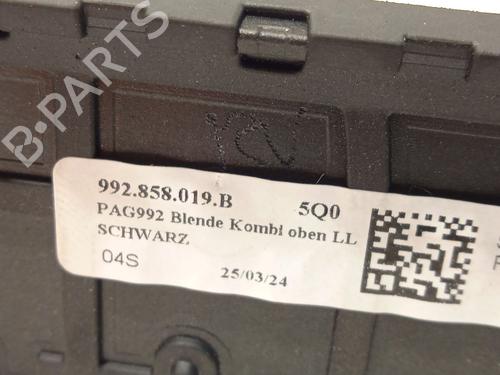 B-PARTS
992.858.019.B 5Q0
PAG992 Blende Kombi oben LL
SCHWARZ
04S
25/03/24